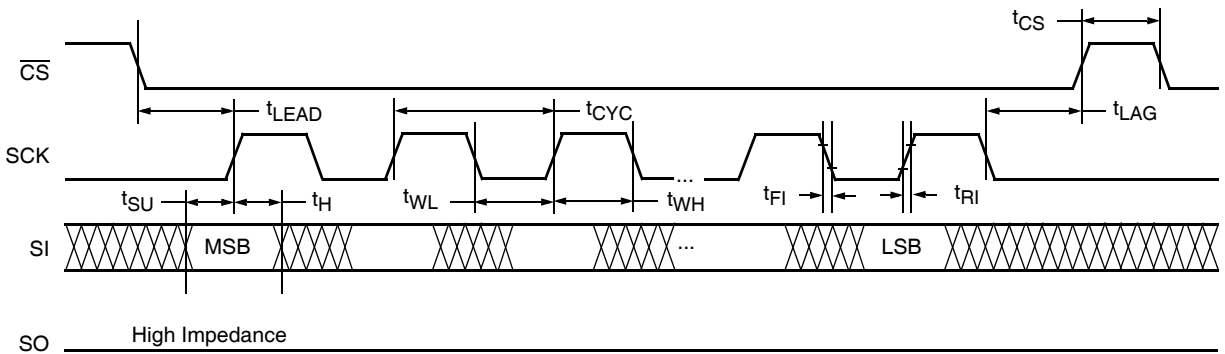 tCS
CS
tLEAD
tCYC
tLAG
SCK
...
tSU
tH
tWL
tWH
tFI
tRI
SI
MSB
...
LSB
SO
High Impedance